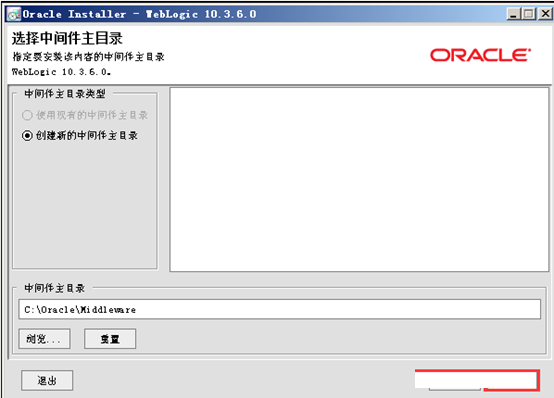 Oracle Installer - WebLogic 10.3.6.0
选择中间件主目录
指定要安装该内容的中间件主目录
WebLogic 10.3.6.0。
ORACLE
中间件主目录类型
使用现有的中间件主目录
创建新的中间件主目录
中间件主目录
C:\Oracle\Middleware
浏览...
重置
退出